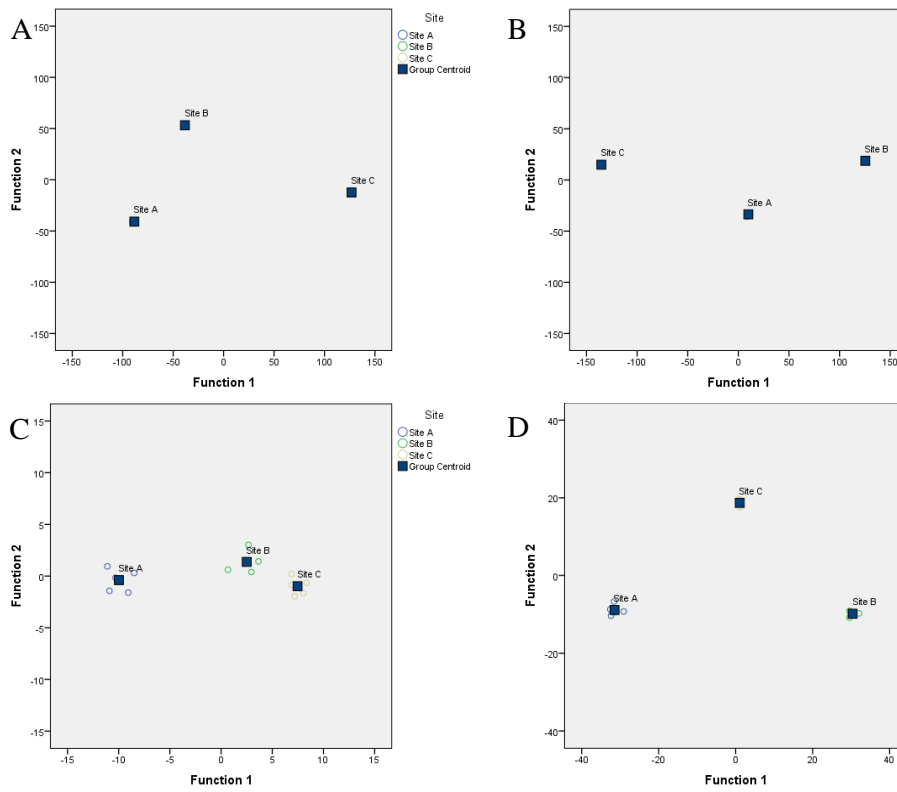 A
Site
Site A
Site B
Site C
Group Centroid
Function 2
150
100
50
0
-50
-100
-150
Site B
Site C
Site A
-150 -100 -50 0 50 100 150
Function 1
B
Function 2
150
100
50
0
-50
-100
-150
Site C
Site B
Site A
-150 -100 -50 0 50 100 150
Function 1
C
Site
Site A
Site B
Site C
Group Centroid
Function 2
15
10
5
0
-5
-10
-15
Site A
Site B
Site C
-15 -10 -5 0 5 10 15
Function 1
D
Function 2
40
20
0
-20
-40
Site C
Site A
Site B
-40 -20 0 20 40
Function 1